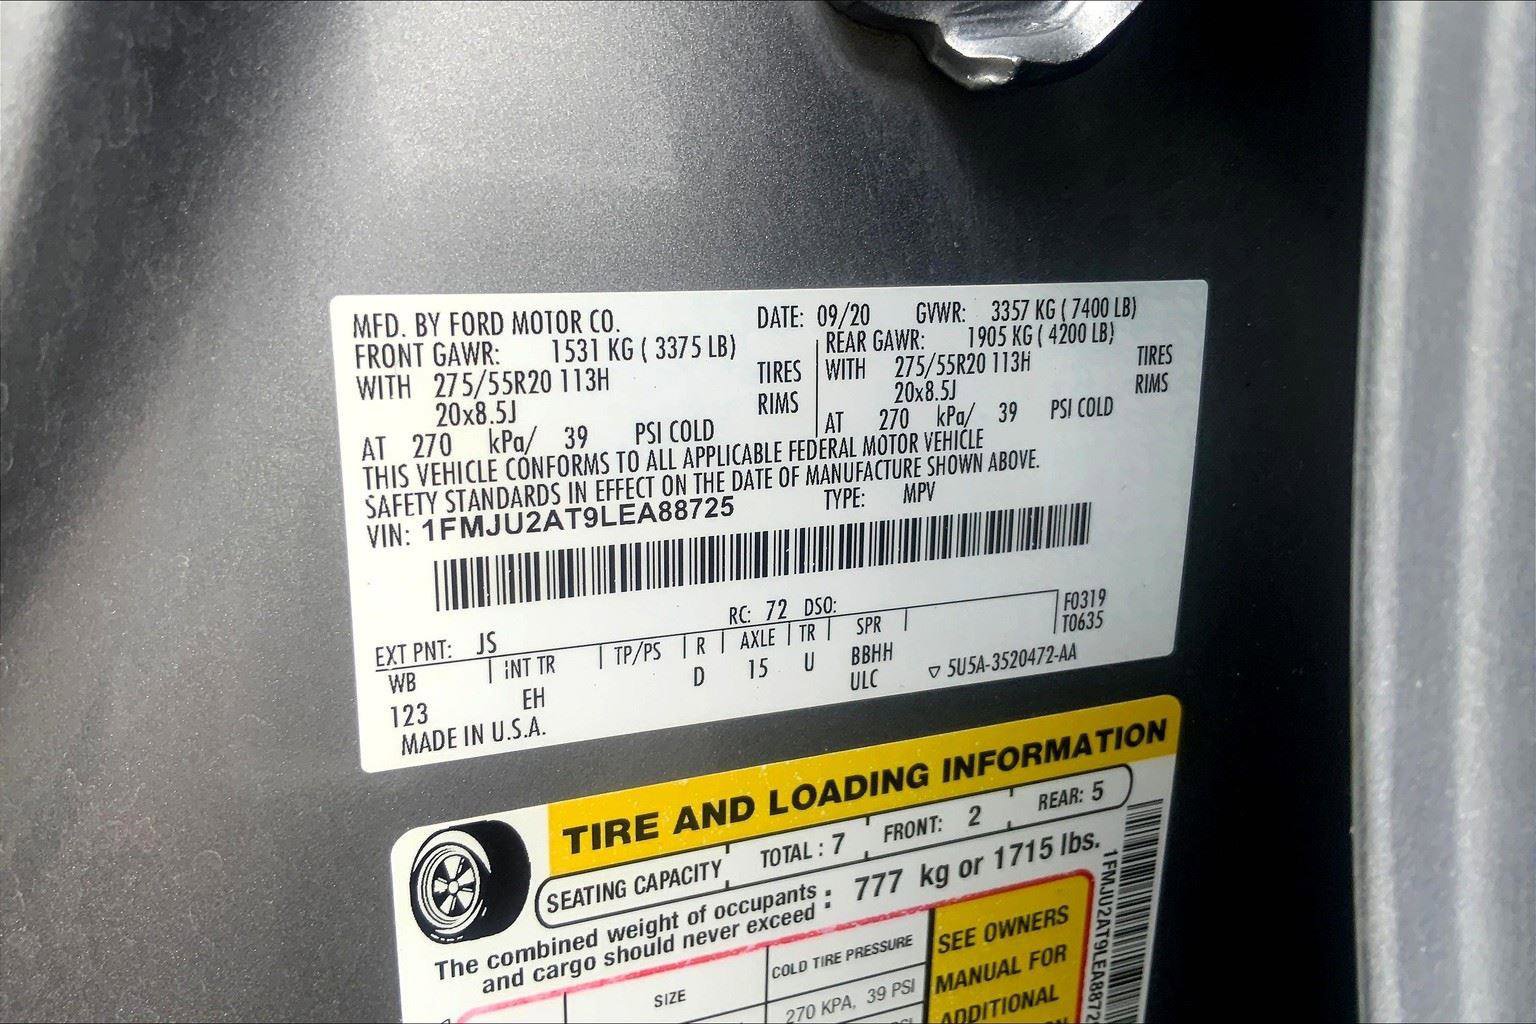 MFD. BY FORD MOTOR CO. DATE: 09/20 GVWR: 3357 KG ( 7400 LB)
FRONT GAWR: 1531 KG ( 3375 LB) REAR GAWR: 1905 KG ( 4200 LB)
WITH 275/55R20 113H TIRES WITH 275/55R20 113H TIRES
20x8.5J RIMS 20x8.5J RIMS
AT 270 kPa/ 39 PSI COLD AT 270 kPa/ 39 PSI COLD
THIS VEHICLE CONFORMS TO ALL APPLICABLE FEDERAL MOTOR VEHICLE
SAFETY STANDARDS IN EFFECT ON THE DATE OF MANUFACTURE SHOWN ABOVE.
VIN: 1FMJU2AT9LEA88725 TYPE: MPV
EXT PNT: JS RC: 72 DSO: F0319
WB INT TR TP/PS R AXLE TR SPR T0635
123 EH D 15 U BBHH 5U5A-3520472-AA
ULC
MADE IN U.S.A.
TIRE AND LOADING INFORMATION
SEATING CAPACITY TOTAL : 7 FRONT: 2 REAR: 5
The combined weight of occupants : 777 kg or 1715 lbs.
and cargo should never exceed
SIZE COLD TIRE PRESSURE
270 KPA, 39 PSI
SEE OWNERS
MANUAL FOR
ADDITIONAL
1FMJU2AT9LEA8872